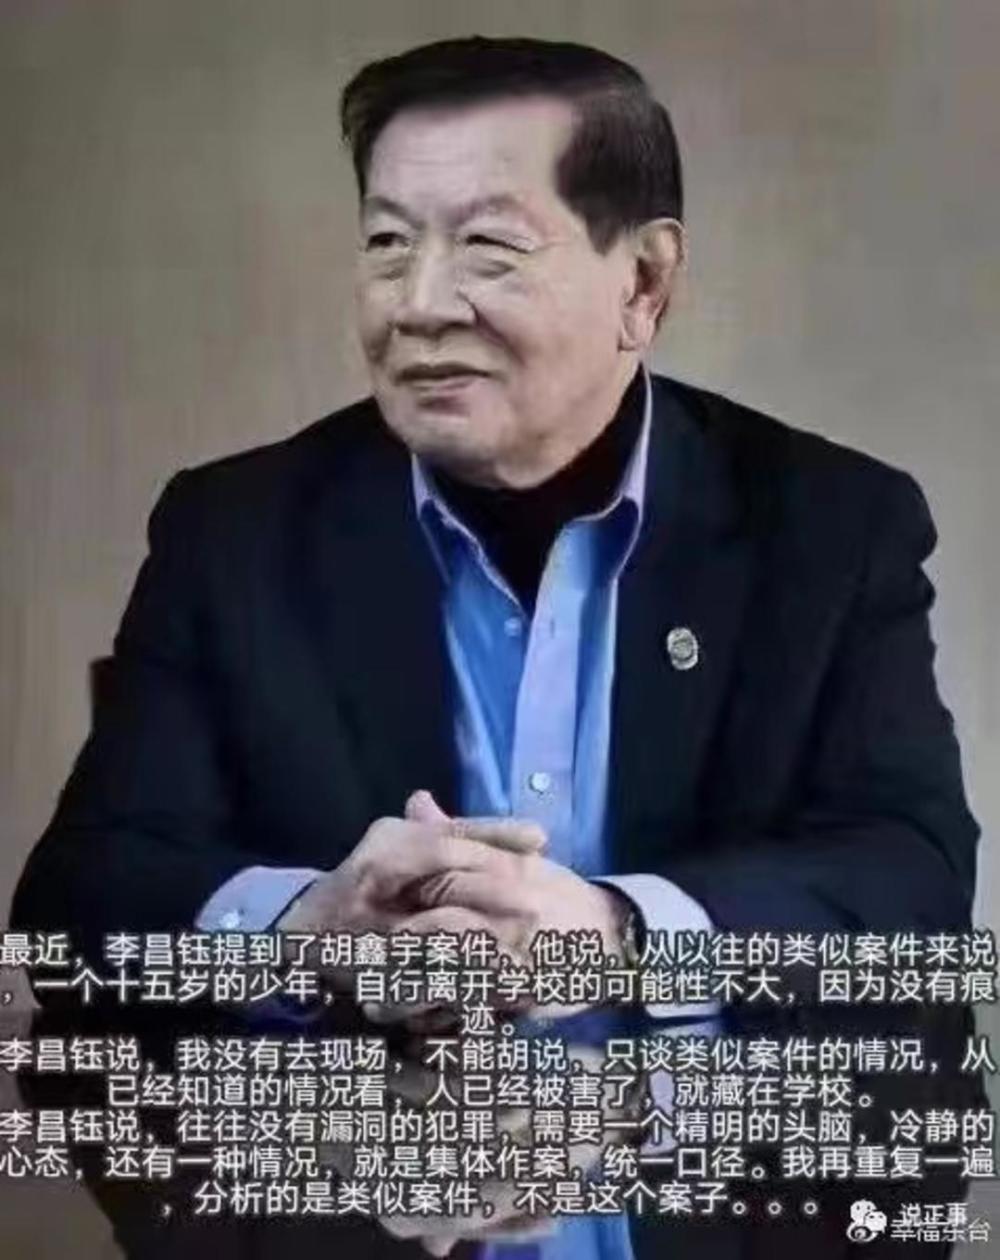 最近，李昌钰提到了胡鑫宇案件，他说，从以往的类似案件来说
，一个十五岁的少年，自行离开学校的可能性不大，因为没有痕
迹。
李昌钰说，我没有去现场，不能胡说，只谈类似案件的情况，从
已经知道的情况看，人已经被害了，就藏在学校。
李昌钰说，往往没有漏洞的犯罪，需要一个精明的头脑，冷静的
心态，还有一种情况，就是集体作案，统一口径。我再重复一遍
，分析的是类似案件，不是这个案子。。。
说正事
幸福东台